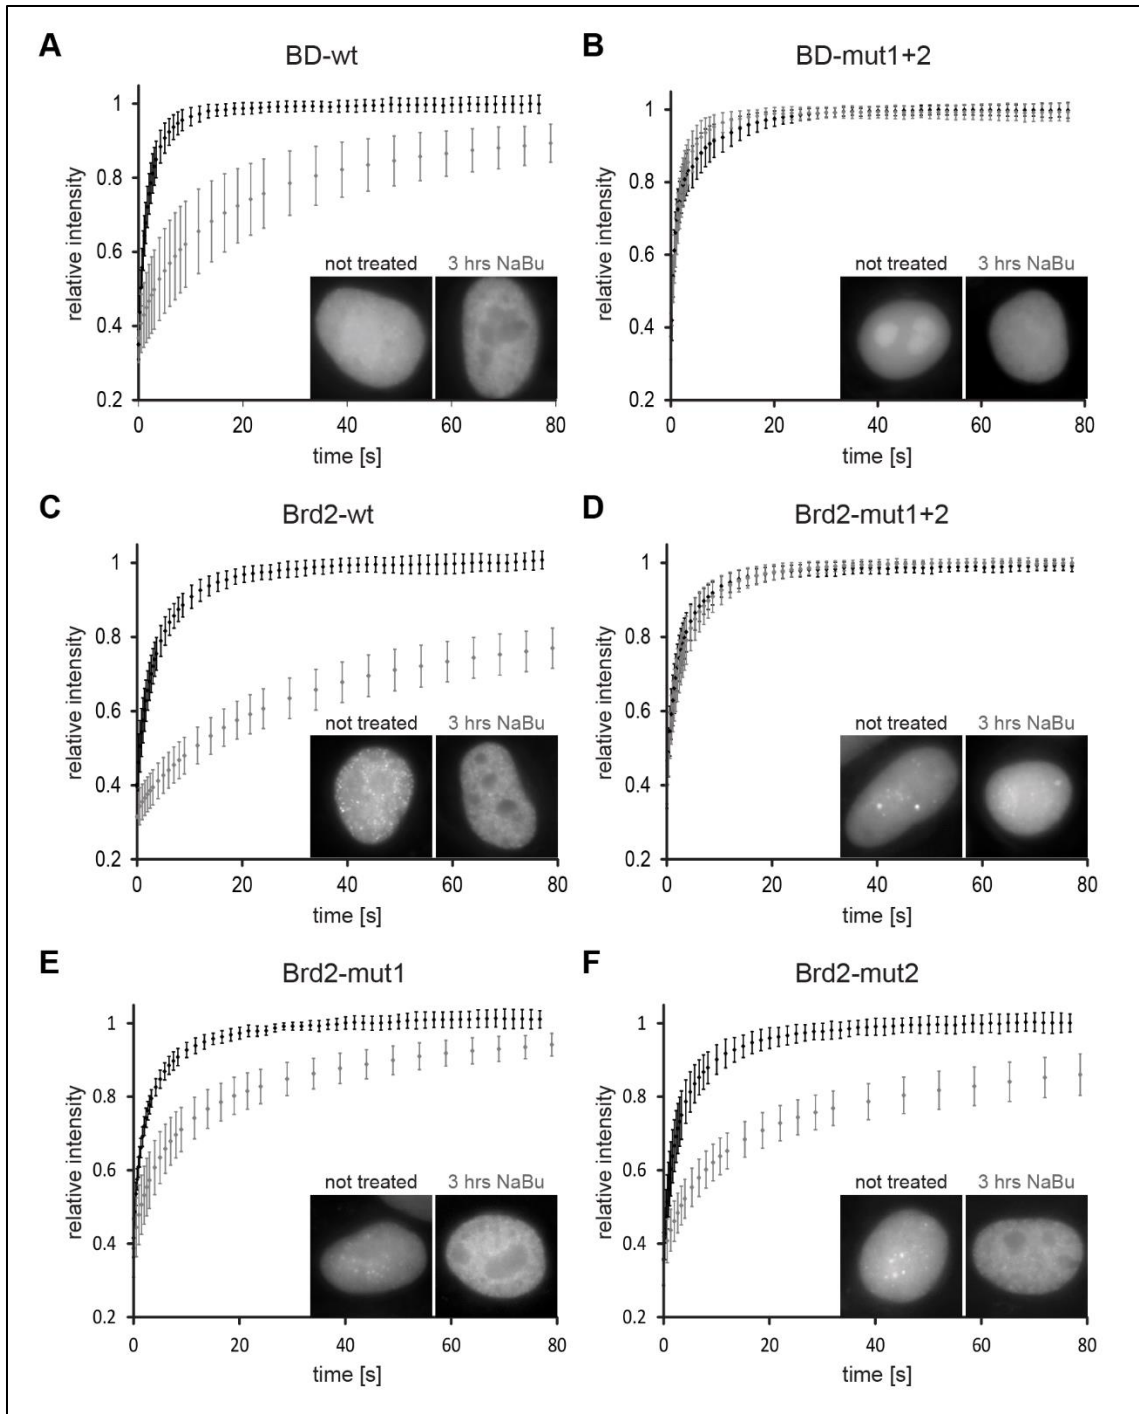 A
BD-wt
relative intensity
1
0.8
0.6
0.4
0.2
not treated
3 hrs NaBu
0 20 40 60 80
time [s]
B
BD-mut1+2
relative intensity
1
0.8
0.6
0.4
0.2
not treated
3 hrs NaBu
0 20 40 60 80
time [s]
C
Brd2-wt
relative intensity
1
0.8
0.6
0.4
0.2
not treated
3 hrs NaBu
0 20 40 60 80
time [s]
D
Brd2-mut1+2
relative intensity
1
0.8
0.6
0.4
0.2
not treated
3 hrs NaBu
0 20 40 60 80
time [s]
E
Brd2-mut1
relative intensity
1
0.8
0.6
0.4
0.2
not treated
3 hrs NaBu
0 20 40 60 80
time [s]
F
Brd2-mut2
relative intensity
1
0.8
0.6
0.4
0.2
not treated
3 hrs NaBu
0 20 40 60 80
time [s]